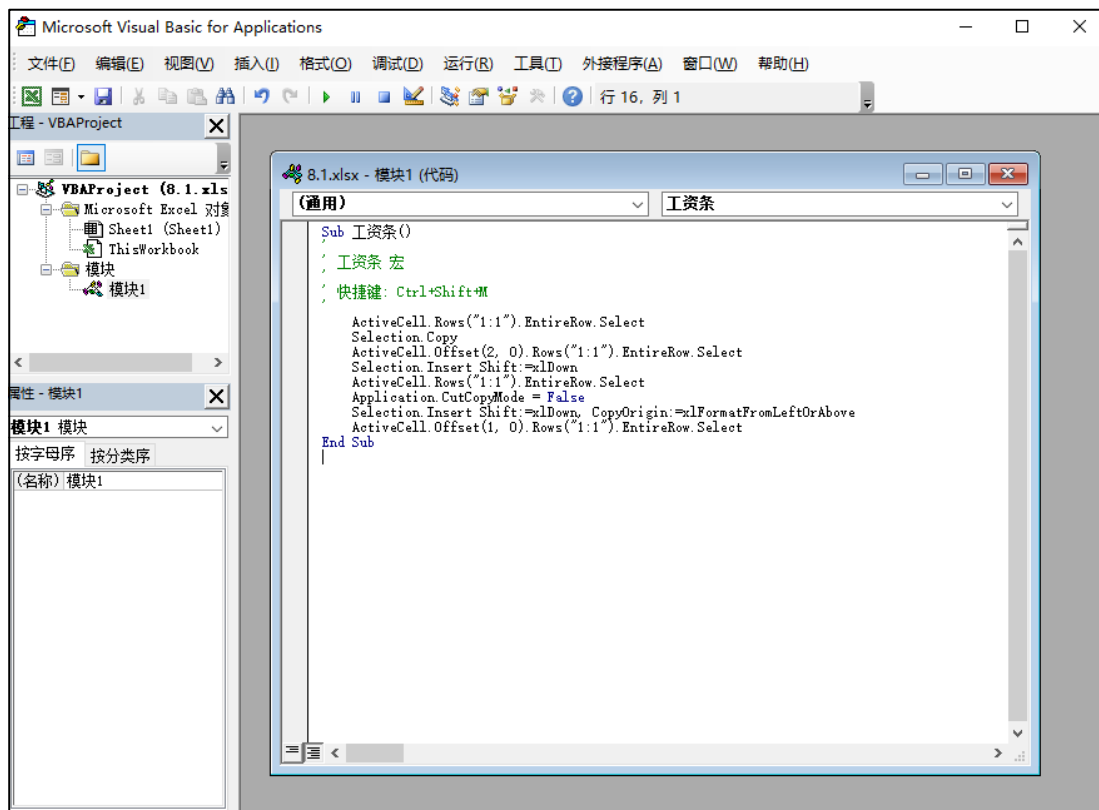 Microsoft Visual Basic for Applications
文件(F) 编辑(E) 视图(V) 插入(I) 格式(O) 调试(D) 运行(R) 工具(T) 外接程序(A) 窗口(W) 帮助(H)
行 16, 列 1
工程 - VBAProject
VBAProject (8.1.xls
Microsoft Excel 对象
Sheet1 (Sheet1)
ThisWorkbook
模块
模块1
属性 - 模块1
模块1 模块
按字母序 按分类序
(名称) 模块1
8.1.xlsx - 模块1 (代码)
(通用) 工资条
Sub 工资条()
'
' 工资条 宏
'
' 快捷键: Ctrl+Shift+M
'
ActiveCell.Rows("1:1").EntireRow.Select
Selection.Copy
ActiveCell.Offset(2, 0).Rows("1:1").EntireRow.Select
Selection.Insert Shift:=xlDown
ActiveCell.Rows("1:1").EntireRow.Select
Application.CutCopyMode = False
Selection.Insert Shift:=xlDown, CopyOrigin:=xlFormatFromLeftOrAbove
ActiveCell.Offset(1, 0).Rows("1:1").EntireRow.Select
End Sub